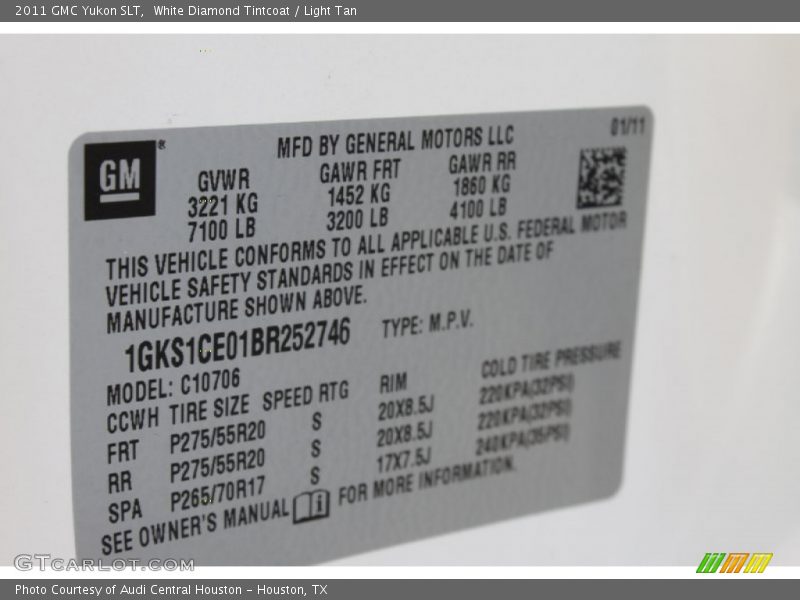 2011 GMC Yukon SLT,  White Diamond Tintcoat / Light Tan
01/11
GM®
MFD BY GENERAL MOTORS LLC
GVWR GAWR FRT GAWR RR
3221 KG 1452 KG 1860 KG
7100 LB 3200 LB 4100 LB
THIS VEHICLE CONFORMS TO ALL APPLICABLE U.S. FEDERAL MOTOR
VEHICLE SAFETY STANDARDS IN EFFECT ON THE DATE OF
MANUFACTURE SHOWN ABOVE.
1GKS1CE01BR252746 TYPE: M.P.V.
MODEL: C10706
CCWH TIRE SIZE SPEED RTG RIM COLD TIRE PRESSURE
FRT P275/55R20 S 20X8.5J 220KPA(32PSI)
RR P275/55R20 S 20X8.5J 220KPA(32PSI)
SPA P265/70R17 S 17X7.5J 240KPA(35PSI)
SEE OWNER'S MANUAL FOR MORE INFORMATION.
GTcarlot.com
Photo Courtesy of Audi Central Houston - Houston, TX